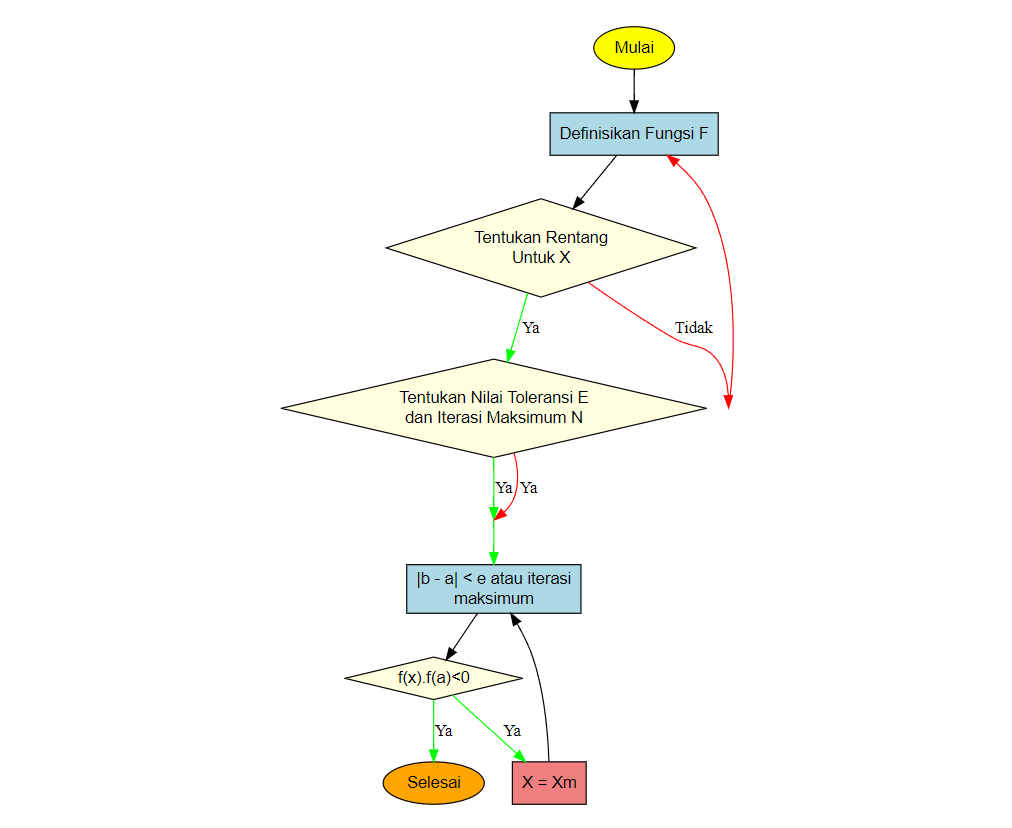 Mulai
Definisikan Fungsi F
Tentukan Rentang
Untuk X
Ya
Tidak
Tentukan Nilai Toleransi E
dan Iterasi Maksimum N
Ya
Ya
|b - a| < e atau iterasi
maksimum
f(x).f(a)<0
Ya
Ya
Selesai
X = Xm